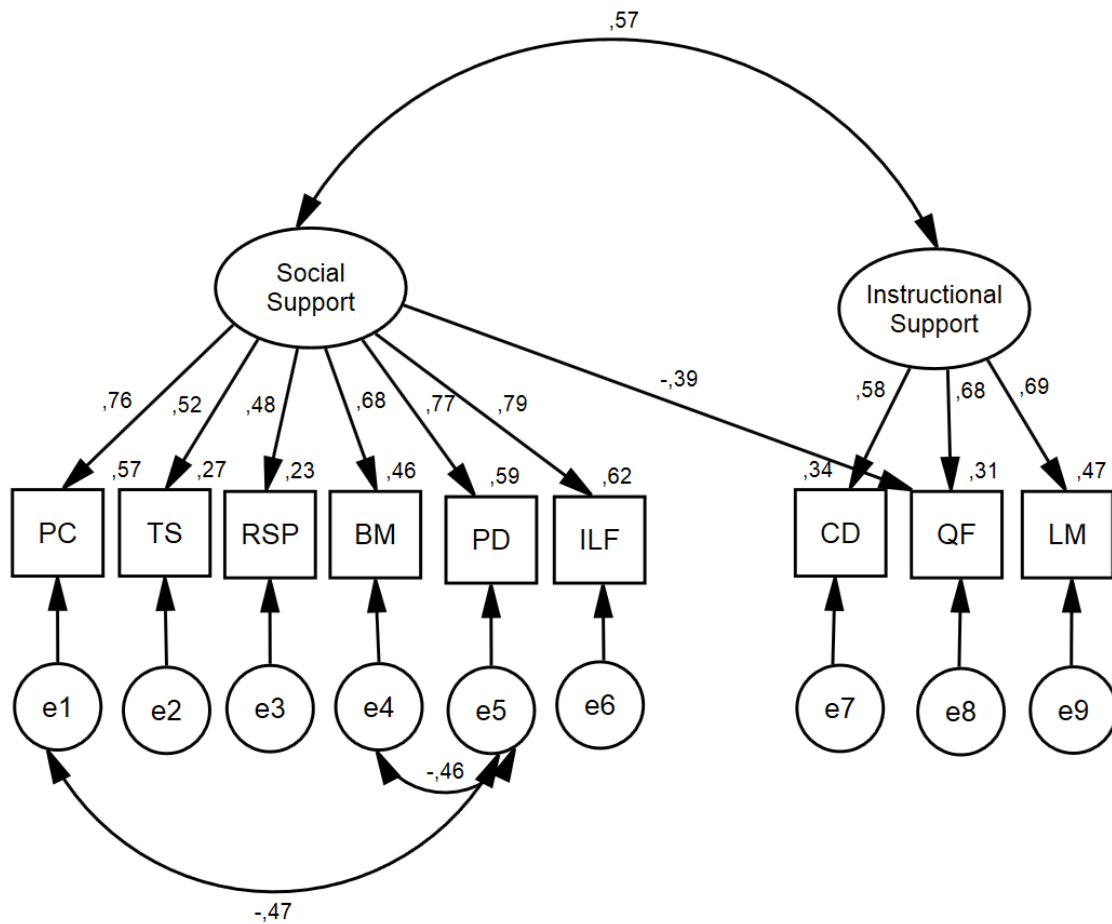 ,57
Social
Support
Instructional
Support
,76
,52
,48
,68
,77
,79
-,39
,58
,68
,69
,57
,27
,23
,46
,59
,62
,34
,31
,47
PC
TS
RSP
BM
PD
ILF
CD
QF
LM
e1
e2
e3
e4
e5
e6
e7
e8
e9
-,46
-,47